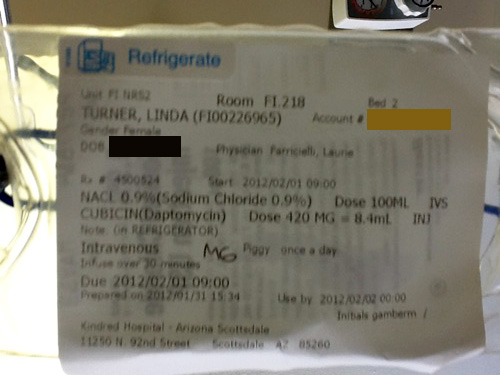 Refrigerate
Unit FI.NRS2 Room FI.218 Bed 2
TURNER, LINDA (FI00226965) Account #
Gender Female
DOB Physician Parricielli, Laurie
Rx # 4500524 Start 2012/02/01 09:00
NACL 0.9%(Sodium Chloride 0.9%) Dose 100ML IVS
CUBICIN(Daptomycin) Dose 420 MG = 8.4mL INJ
Note: (in REFRIGERATOR)
Intravenous MG Piggy once a day
Infuse over 30 minutes
Due 2012/02/01 09:00
Prepared on 2012/01/31 15:34 Use by 2012/02/02 00:00
Initials gamberm /
Kindred Hospital - Arizona Scottsdale
11250 N. 92nd Street Scottsdale AZ 85260